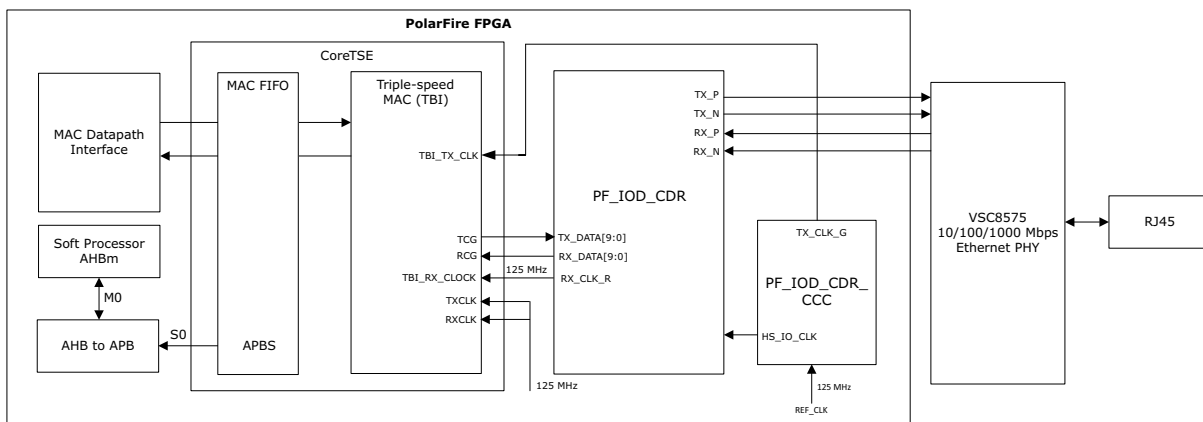 PolarFire FPGA
CoreTSE
MAC FIFO
Triple-speed
MAC (TBI)
MAC Datapath
Interface
TBI_TX_CLK
TX_P
TX_N
RX_P
RX_N
PF_IOD_CDR
VSC8575
10/100/1000 Mbps
Ethernet PHY
RJ45
Soft Processor
AHBm
M0
AHB to APB
S0
APBS
TCG
RCG
TBI_RX_CLOCK
TXCLK
RXCLK
125 MHz
TX_DATA[9:0]
RX_DATA[9:0]
RX_CLK_R
125 MHz
TX_CLK_G
PF_IOD_CDR_
CCC
HS_IO_CLK
125 MHz
REF_CLK